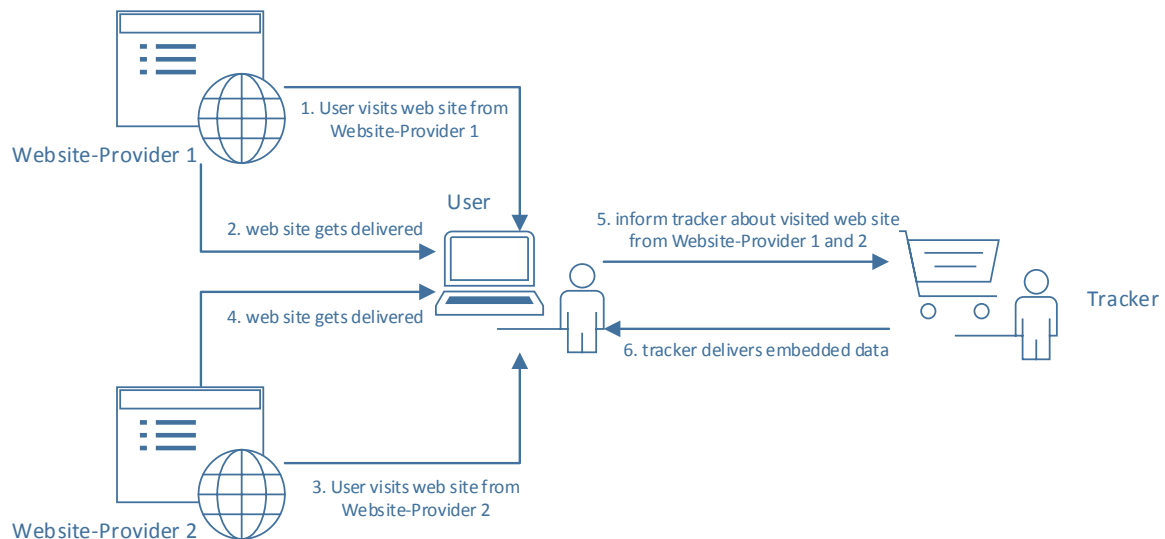 1. User visits web site from
Website-Provider 1
Website-Provider 1
User
2. web site gets delivered
5. inform tracker about visited web site
from Website-Provider 1 and 2
Tracker
4. web site gets delivered
6. tracker delivers embedded data
3. User visits web site from
Website-Provider 2
Website-Provider 2